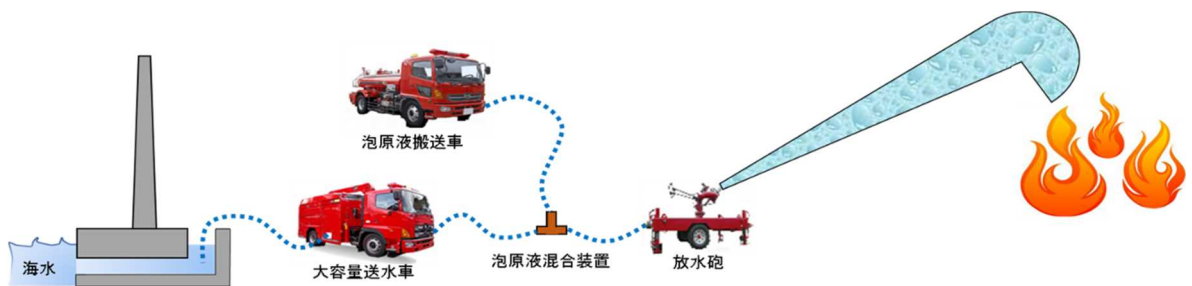 泡原液搬送車
海水
大容量送水車
泡原液混合装置
放水砲